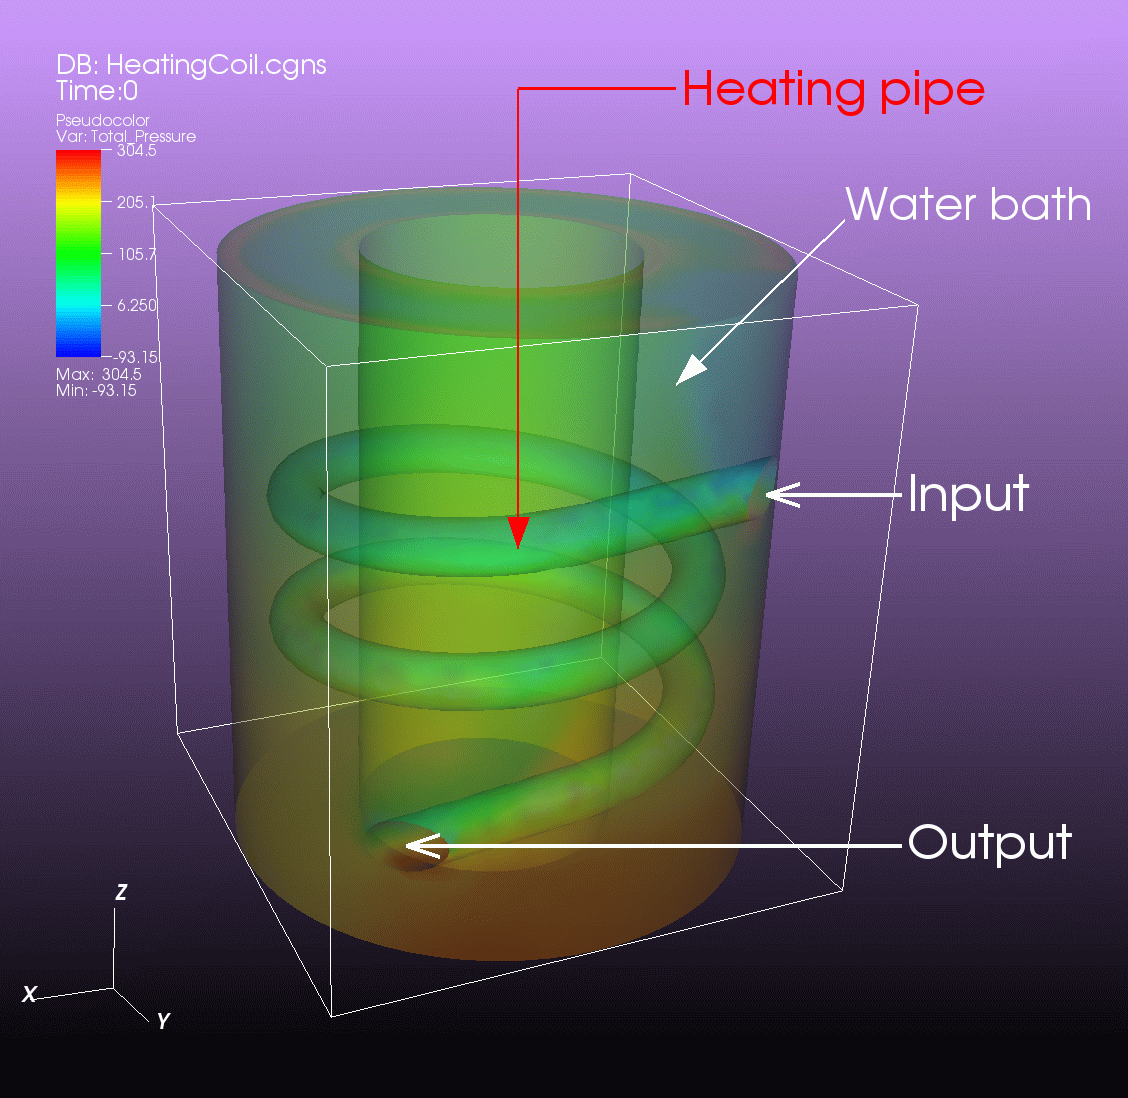 DB: HeatingCoil.cgns
Time:0
Pseudocolor
Var: Total_Pressure
304.5
205.1
105.7
6.250
-93.15
Max: 304.5
Min: -93.15
Heating pipe
Water bath
Input
Output
Z
X
Y